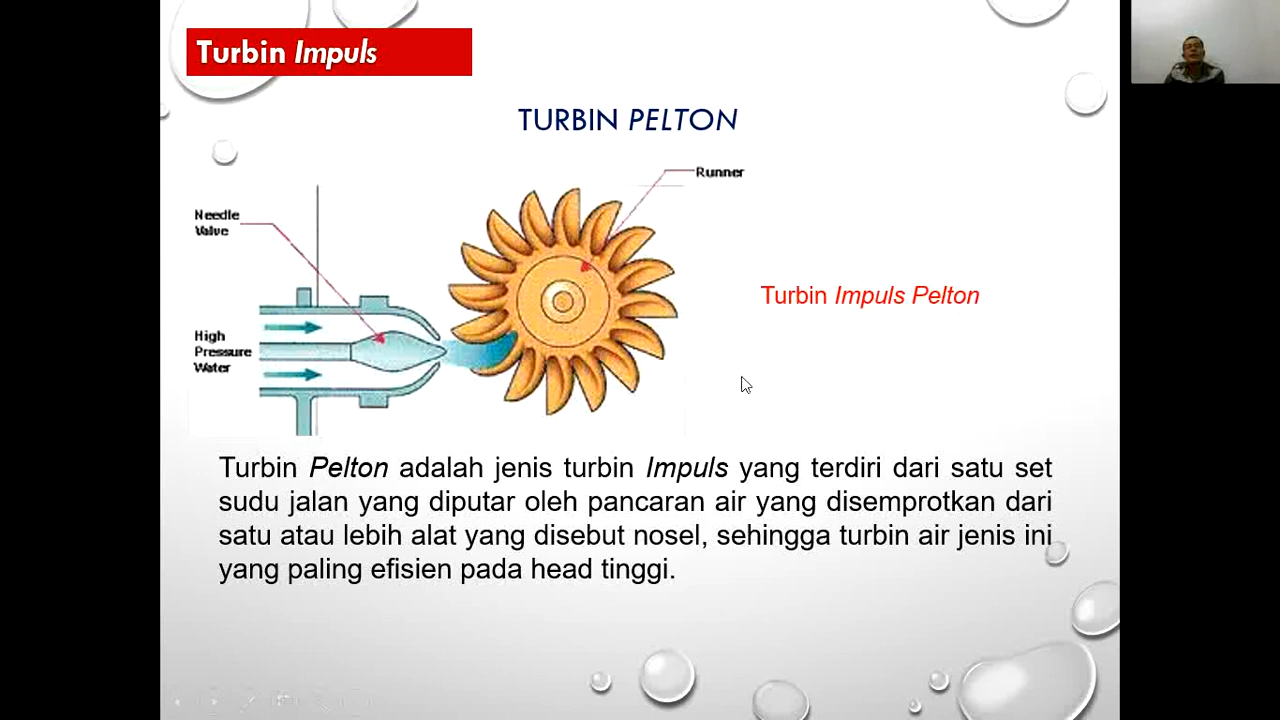 Turbin Impuls
TURBIN PELTON
Runner
Needle
Valve
Turbin Impuls Pelton
High
Pressure
Water
Turbin Pelton adalah jenis turbin Impuls yang terdiri dari satu set
sudu jalan yang diputar oleh pancaran air yang disemprotkan dari
satu atau lebih alat yang disebut nosel, sehingga turbin air jenis ini
yang paling efisien pada head tinggi.